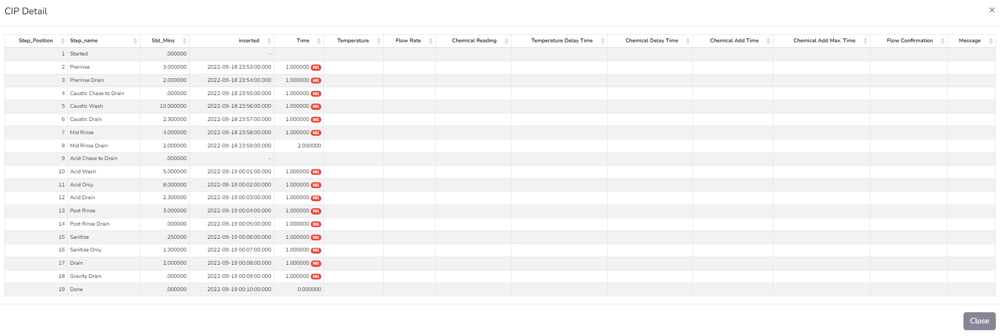 CIP Detail ×
Step_Position Step_name Std_Mins inserted Time Temperature Flow Rate Chemical Reading Temperature Delay Time Chemical Delay Time Chemical Add Time Chemical Add Max. Time Flow Confirmation Message
1 Started .000000 -
2 Prerinse 3.000000 2022-09-18 23:53:00.000 1.000000 NG
3 Prerinse Drain 2.000000 2022-09-18 23:54:00.000 1.000000 NG
4 Caustic Chase to Drain .000000 2022-09-18 23:55:00.000 1.000000 NG
5 Caustic Wash 10.000000 2022-09-18 23:56:00.000 1.000000 NG
6 Caustic Drain 2.300000 2022-09-18 23:57:00.000 1.000000 NG
7 Mid Rinse 4.000000 2022-09-18 23:58:00.000 1.000000 NG
8 Mid Rinse Drain 2.000000 2022-09-18 23:59:00.000 2.000000
9 Acid Chase to Drain .000000 -
10 Acid Wash 5.000000 2022-09-19 00:01:00.000 1.000000 NG
11 Acid Only 8.000000 2022-09-19 00:02:00.000 1.000000 NG
12 Acid Drain 2.300000 2022-09-19 00:03:00.000 1.000000 NG
13 Post Rinse 3.000000 2022-09-19 00:04:00.000 1.000000 NG
14 Post Rinse Drain .000000 2022-09-19 00:05:00.000 1.000000 NG
15 Sanitize .250000 2022-09-19 00:06:00.000 1.000000 NG
16 Sanitize Only 1.300000 2022-09-19 00:07:00.000 1.000000 NG
17 Drain 2.000000 2022-09-19 00:08:00.000 1.000000 NG
18 Gravity Drain .000000 2022-09-19 00:09:00.000 1.000000 NG
19 Done .000000 2022-09-19 00:10:00.000 0.000000
Close